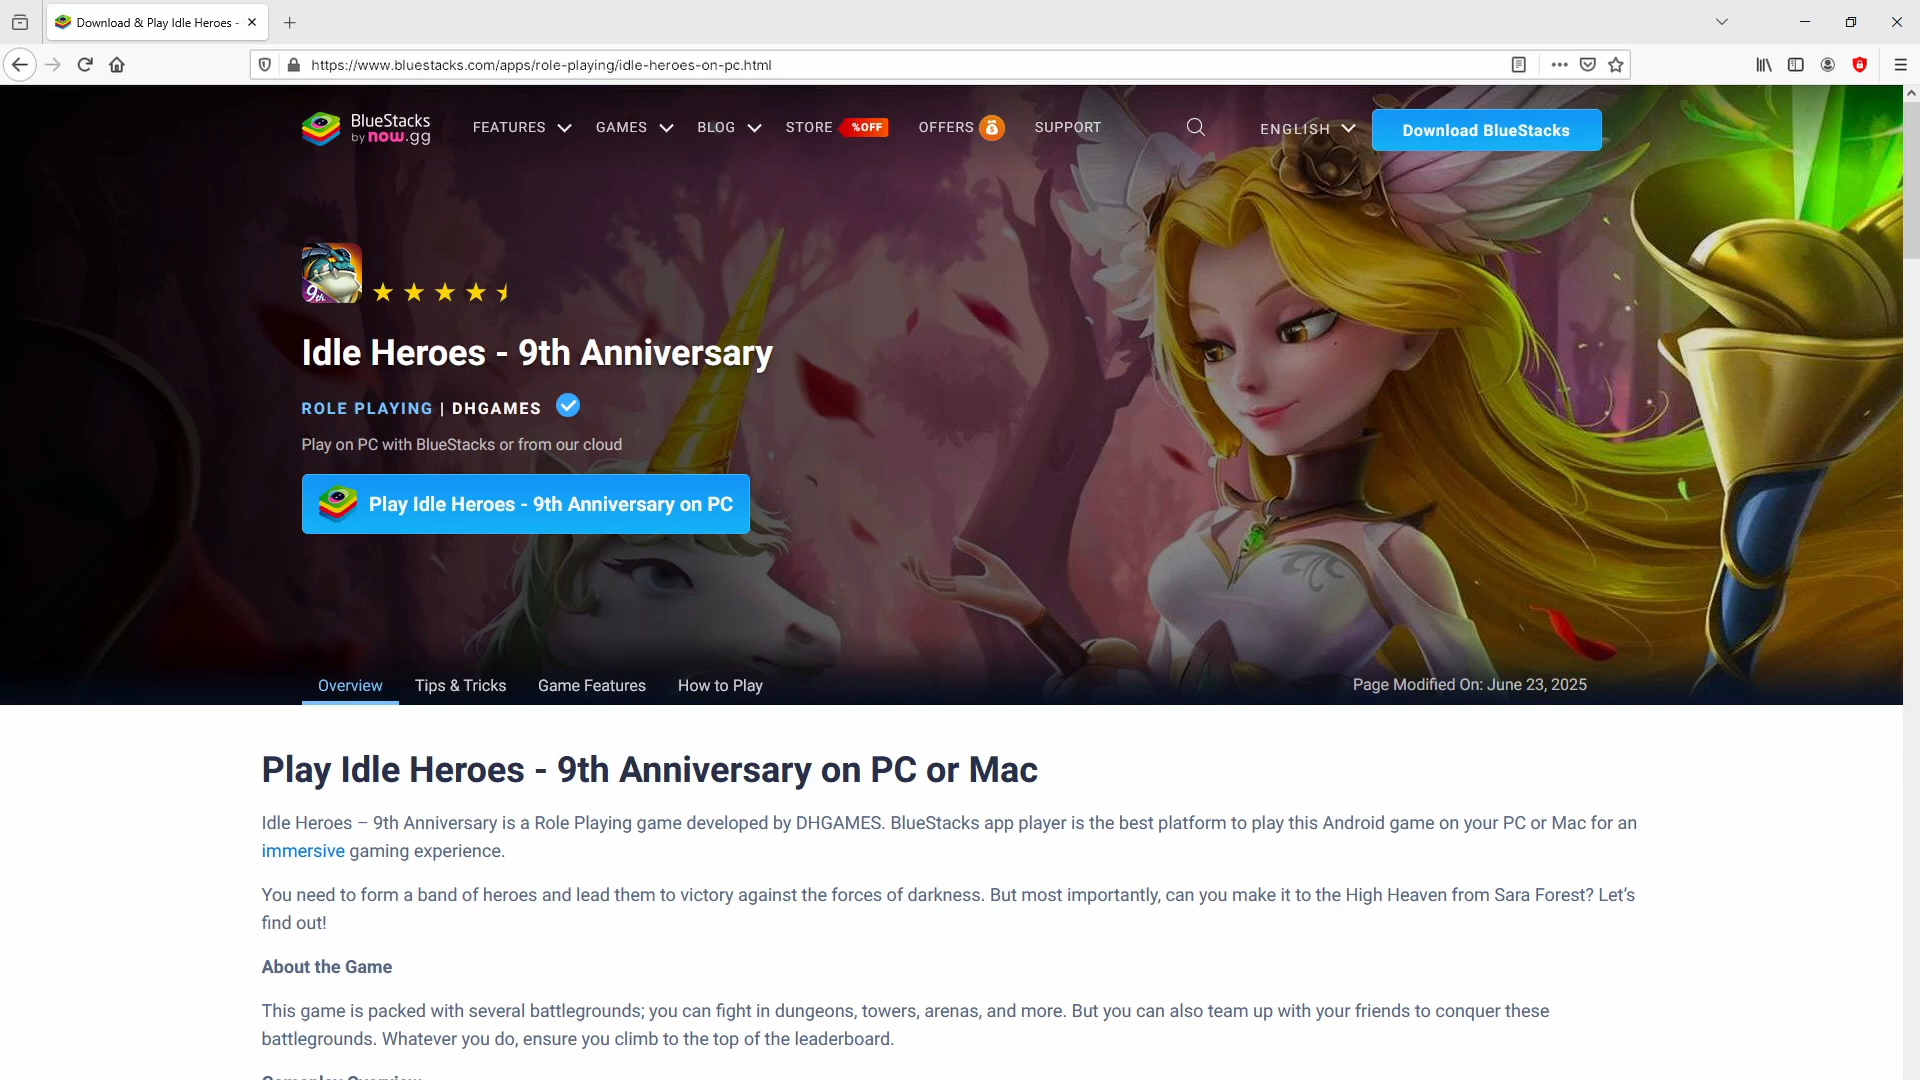 Download & Play Idle Heroes -
https://www.bluestacks.com/apps/role-playing/idle-heroes-on-pc.html
BlueStacks
by now.gg
FEATURES
GAMES
BLOG
STORE
%OFF
OFFERS
$
SUPPORT
ENGLISH
Download BlueStacks
9th
Idle Heroes - 9th Anniversary
ROLE PLAYING | DHGAMES
Play on PC with BlueStacks or from our cloud
Play Idle Heroes - 9th Anniversary on PC
Overview
Tips & Tricks
Game Features
How to Play
Page Modified On: June 23, 2025
Play Idle Heroes - 9th Anniversary on PC or Mac
Idle Heroes – 9th Anniversary is a Role Playing game developed by DHGAMES. BlueStacks app player is the best platform to play this Android game on your PC or Mac for an
immersive gaming experience.
You need to form a band of heroes and lead them to victory against the forces of darkness. But most importantly, can you make it to the High Heaven from Sara Forest? Let’s
find out!
About the Game
This game is packed with several battlegrounds; you can fight in dungeons, towers, arenas, and more. But you can also team up with your friends to conquer these
battlegrounds. Whatever you do, ensure you climb to the top of the leaderboard.
Gameplay Overview